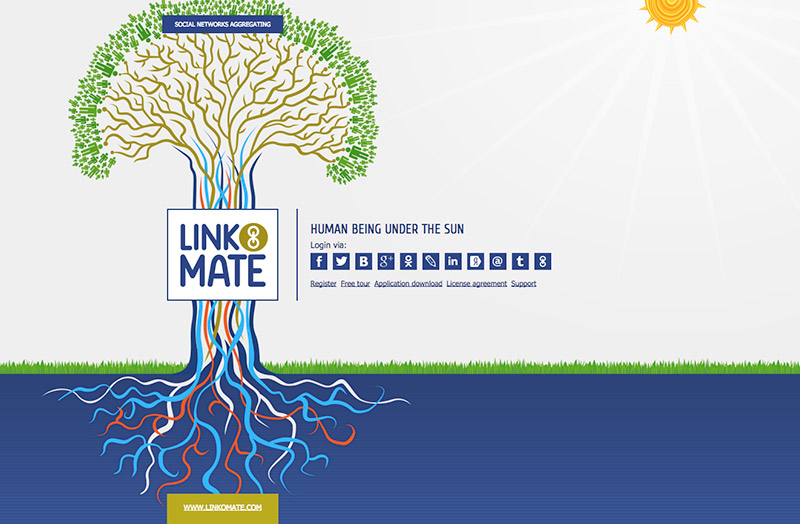 SOCIAL NETWORKS AGGREGATING
LINKO
MATE
HUMAN BEING UNDER THE SUN
Login via:
Register Free tour Application download License agreement Support
WWW.LINKOMATE.COM